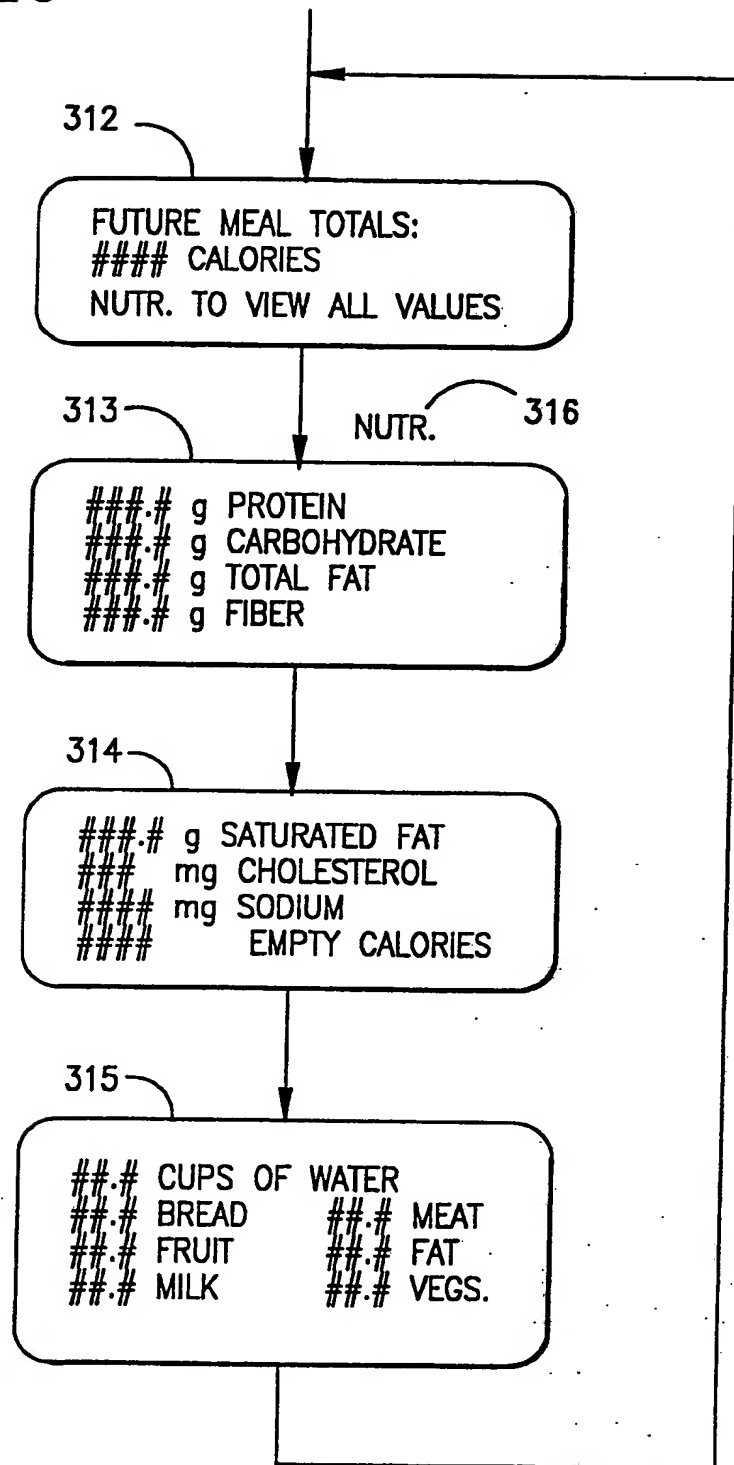 312
FUTURE MEAL TOTALS:
#### CALORIES
NUTR. TO VIEW ALL VALUES
313
NUTR.
316
###.# g PROTEIN
###.# g CARBOHYDRATE
###.# g TOTAL FAT
###.# g FIBER
314
###.# g SATURATED FAT
### mg CHOLESTEROL
#### mg SODIUM
#### EMPTY CALORIES
315
##.# CUPS OF WATER
##.# BREAD ##.# MEAT
##.# FRUIT ##.# FAT
##.# MILK ##.# VEGS.